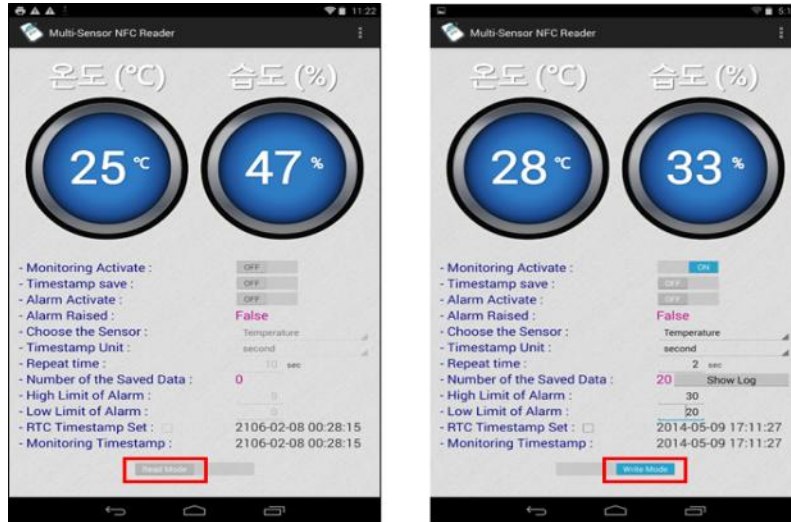 11:22
Multi-Sensor NFC Reader
온도 (°C) 습도 (%)
25 °C 47 %
- Monitoring Activate : OFF
- Timestamp save : OFF
- Alarm Activate : OFF
- Alarm Raised : False
- Choose the Sensor : Temperature
- Timestamp Unit : second
- Repeat time : 10 sec
- Number of the Saved Data : 0
- High Limit of Alarm : 0
- Low Limit of Alarm : 0
- RTC Timestamp Set : 2106-02-08 00:28:15
- Monitoring Timestamp : 2106-02-08 00:28:15
Read Mode
Multi-Sensor NFC Reader
온도 (°C) 습도 (%)
28 °C 33 %
- Monitoring Activate : ON
- Timestamp save : OFF
- Alarm Activate : OFF
- Alarm Raised : False
- Choose the Sensor : Temperature
- Timestamp Unit : second
- Repeat time : 2 sec
- Number of the Saved Data : 20 Show Log
- High Limit of Alarm : 30
- Low Limit of Alarm : 20
- RTC Timestamp Set : 2014-05-09 17:11:27
- Monitoring Timestamp : 2014-05-09 17:11:27
Write Mode